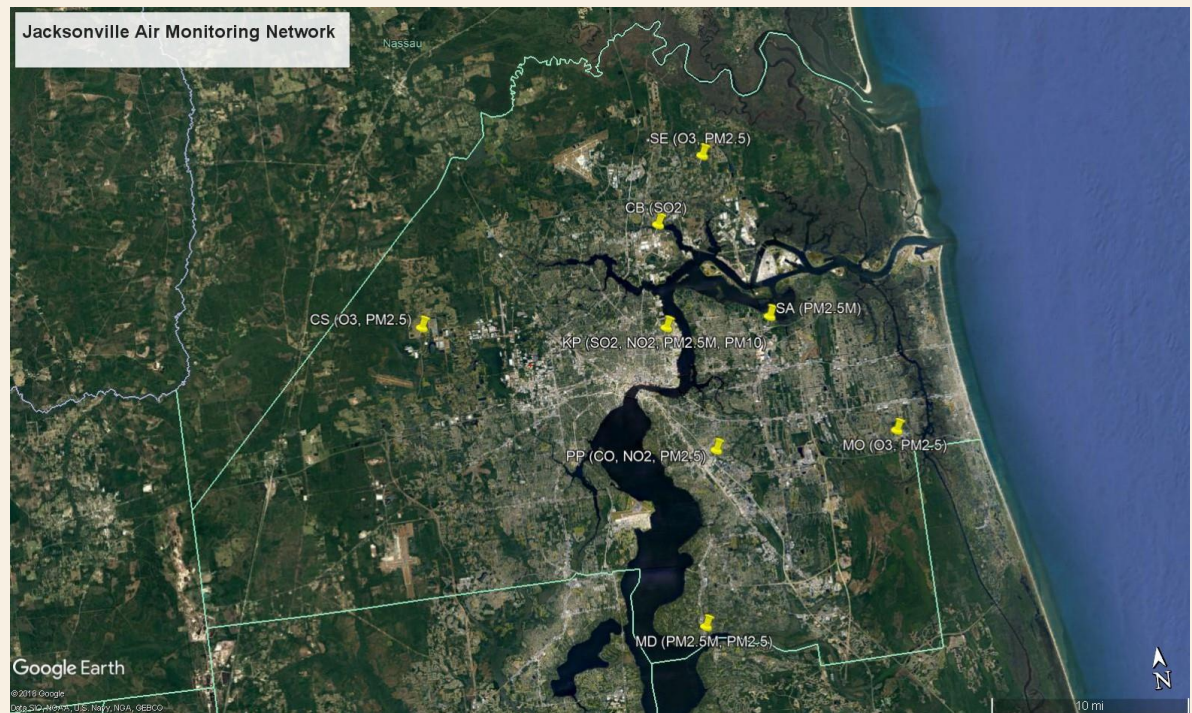 Jacksonville Air Monitoring Network
Nassau
SE (O3, PM2.5)
CB (SO2)
CS (O3, PM2.5)
SA (PM2.5M)
KP (SO2, NO2, PM2.5M, PM10)
MO (O3, PM2.5)
PP (CO, NO2, PM2.5)
MD (PM2.5M, PM2.5)
Google Earth
N
© 2016 Google
Data SIO, NOAA, U.S. Navy, NGA, GEBCO
10 mi